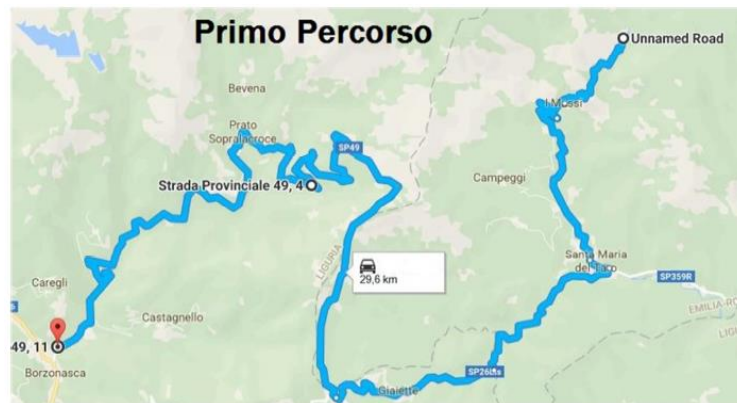 Primo Percorso
Unnamed Road
I Mossi
Bevena
Prato
Sopralacroce
SP49
Strada Provinciale 49, 4
Campeggi
LIGURIA
29,6 km
Santa Maria
del Taro
SP359R
Caregli
Castagnello
EMILIA-RO
49, 11
Borzonasca
Giaiette
SP26bis